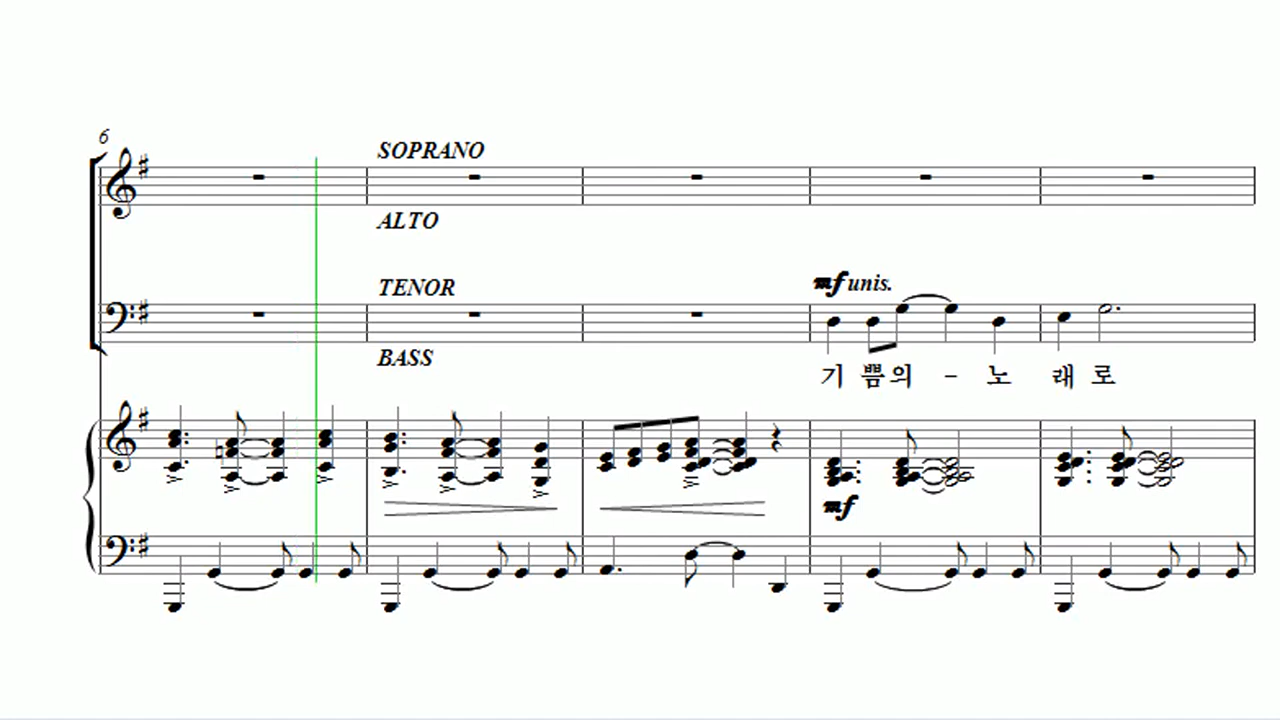 6
SOPRANO
ALTO
TENOR
mf unis.
BASS
기 쁨의 - 노 래 로
mf